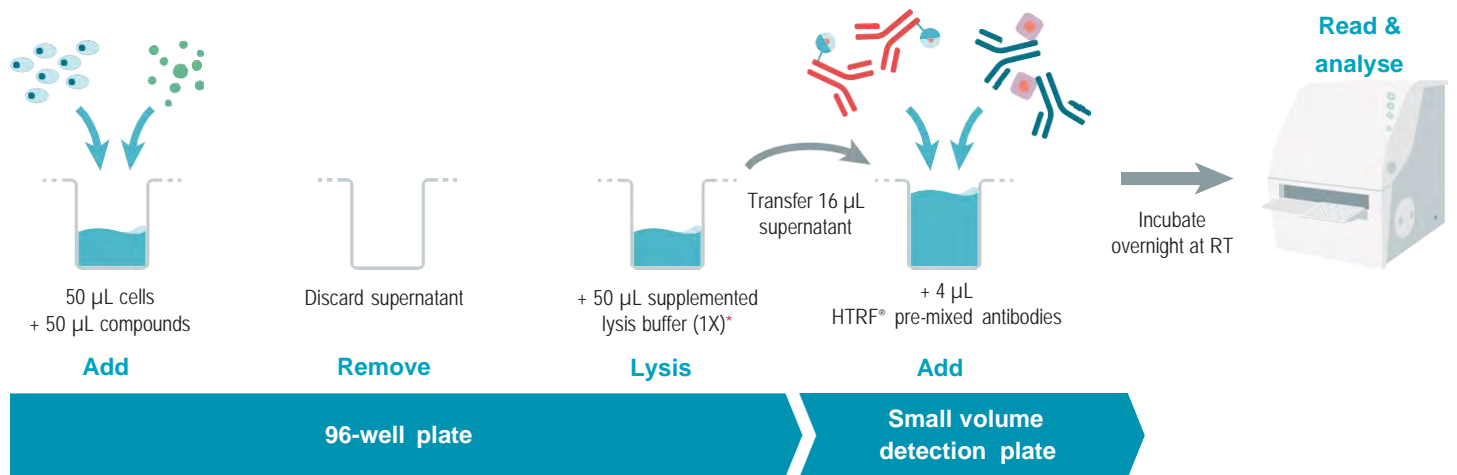 Read &
analyse
Transfer 16 µL
supernatant
Incubate
overnight at RT
50 µL cells
+ 50 µL compounds
Discard supernatant
+ 50 µL supplemented
lysis buffer (1X)*
+ 4 µL
HTRF® pre-mixed antibodies
Add
Remove
Lysis
Add
96-well plate
Small volume
detection plate